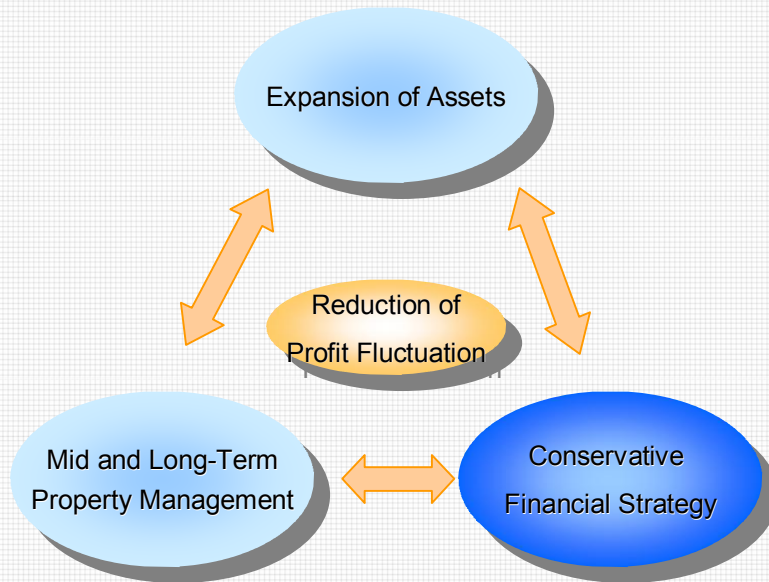 Expansion of Assets
Reduction of
Profit Fluctuation
Mid and Long-Term
Property Management
Conservative
Financial Strategy